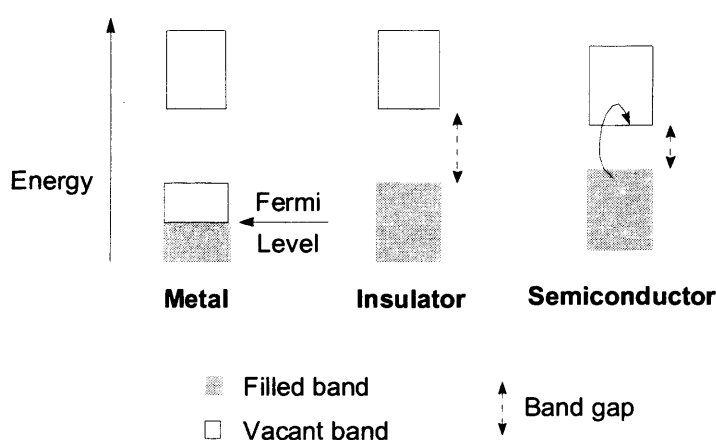 Energy
Fermi
Level
Metal
Insulator
Semiconductor
Filled band
Vacant band
Band gap